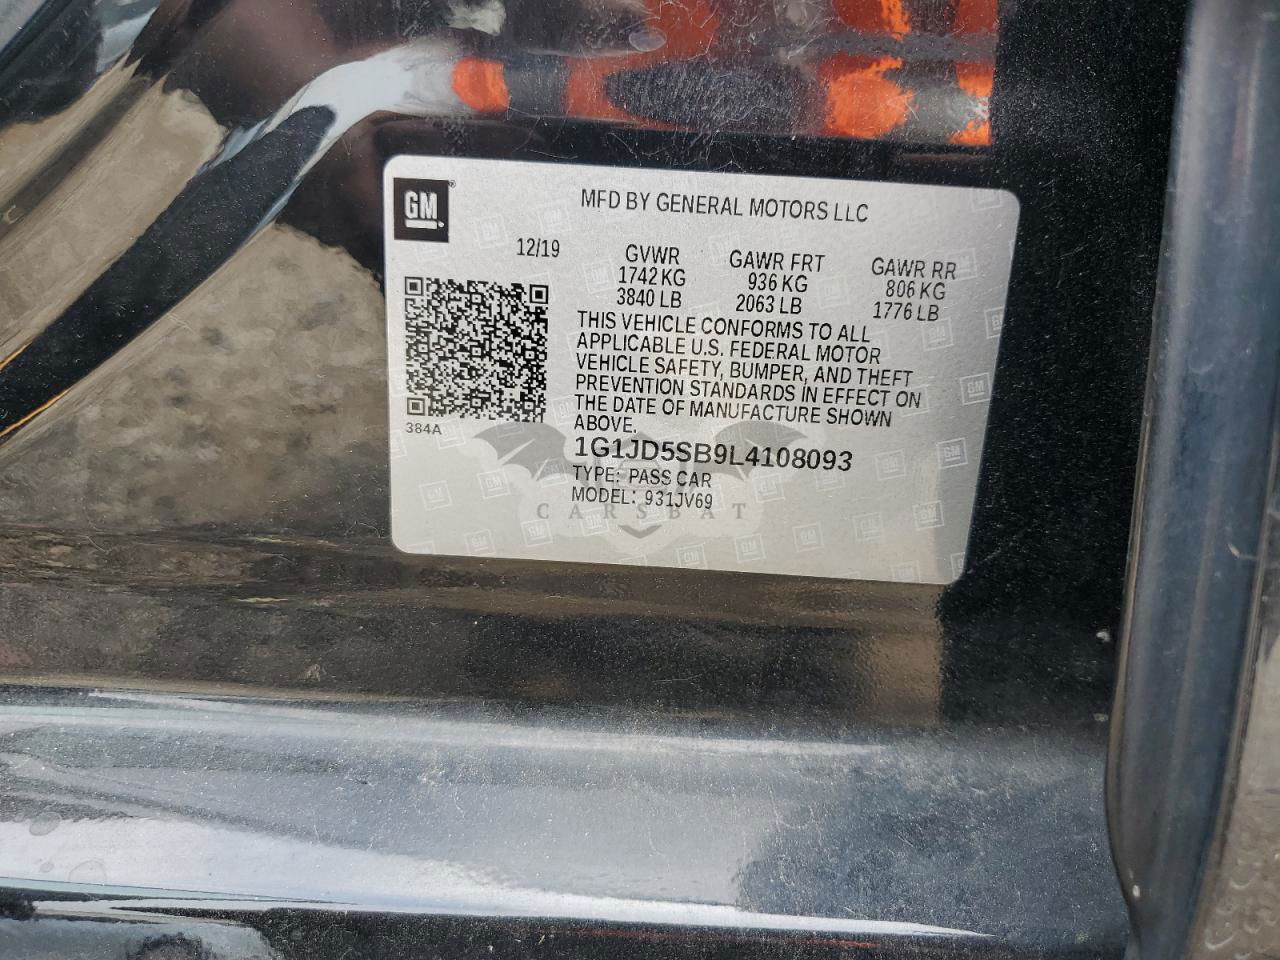 GM
MFD BY GENERAL MOTORS LLC
12/19
GVWR
1742 KG
3840 LB
GAWR FRT
936 KG
2063 LB
GAWR RR
806 KG
1776 LB
THIS VEHICLE CONFORMS TO ALL
APPLICABLE U.S. FEDERAL MOTOR
VEHICLE SAFETY, BUMPER, AND THEFT
PREVENTION STANDARDS IN EFFECT ON
THE DATE OF MANUFACTURE SHOWN
ABOVE.
384A
1G1JD5SB9L4108093
TYPE: PASS CAR
MODEL: 931JV69
CARSBAT